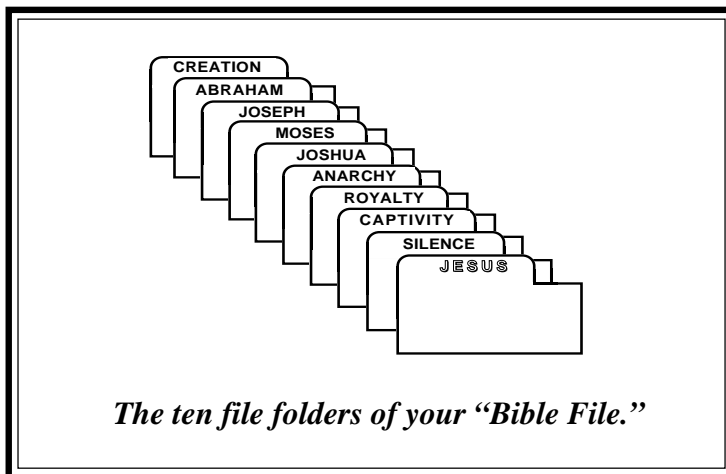 CREATION
ABRAHAM
JOSEPH
MOSES
JOSHUA
ANARCHY
ROYALTY
CAPTIVITY
SILENCE
JESUS
The ten file folders of your “Bible File.”